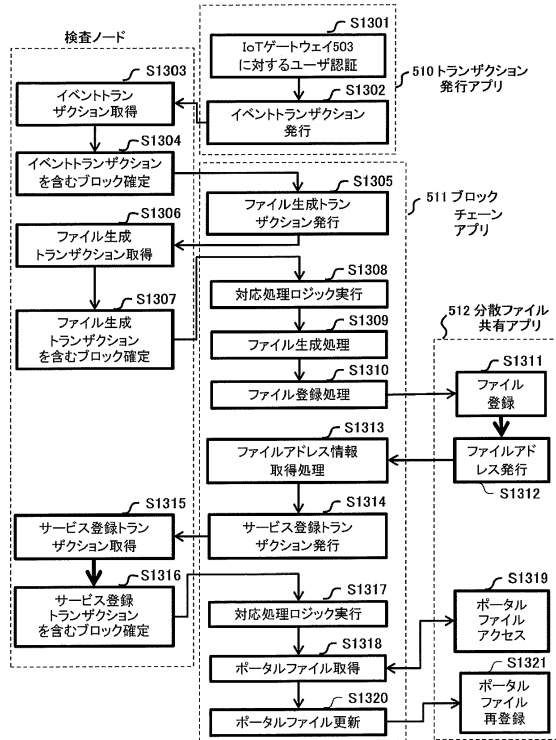 検査ノード
S1301
IoTゲートウェイ503
に対するユーザ認証
S1302
イベントトランザクション
発行
510 トランザクション
発行アプリ
S1303
イベントトラン
ザクション取得
S1304
イベントトランザクション
を含むブロック確定
S1305
ファイル生成トラン
ザクション発行
511 ブロック
チェーン
アプリ
S1306
ファイル生成
トランザクション取得
S1307
ファイル生成
トランザクション
を含むブロック確定
S1308
対応処理ロジック実行
S1309
ファイル生成処理
S1310
ファイル登録処理
512 分散ファイル
共有アプリ
S1311
ファイル
登録
ファイルアド
レス発行
S1312
S1313
ファイルアドレス情報
取得処理
S1314
サービス登録トラン
ザクション発行
S1315
サービス登録トラン
ザクション取得
S1316
サービス登録
トランザクション
を含むブロック確定
S1317
対応処理ロジック実行
S1318
ポータルファイル取得
S1319
ポータル
ファイル
アクセス
S1320
ポータルファイル更新
S1321
ポータル
ファイル
再登録